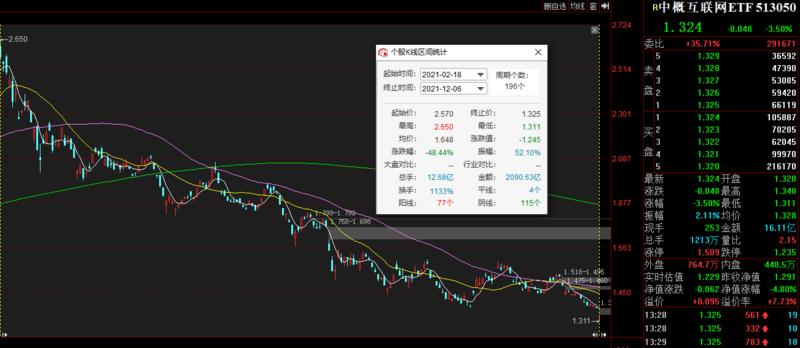 删自选 均线 窗
R 中概互联网ETF 513050
1.324 -0.048 -3.50%
委比 +35.71% 291671
卖盘
5 1.329 36592
4 1.328 47390
3 1.327 53085
2 1.326 59420
1 1.325 66119
买盘
1 1.324 105887
2 1.323 70205
3 1.322 62045
4 1.321 99970
5 1.320 216170
最新 1.324 开盘 1.320
涨跌 -0.048 最高 1.340
涨幅 -3.50% 最低 1.311
振幅 2.11% 均价 1.328
现手 253 金额 16.11亿
总手 1213万 量比 2.15
涨停 1.509 跌停 1.235
外盘 764.7万 内盘 448.5万
实时估值 1.229 昨收净值 1.291
净值涨跌 -0.062 净值涨幅 -4.80%
溢价 +0.095 溢价率 +7.73%
13:28 1.325 561 19
13:28 1.325 332 10
13:29 1.325 783 18
2.724
2.514
2.301
2.087
1.877
1.663
1.450
2.650
1.799-1.780
1.758-1.698
1.518-1.495
1.475-1.460
1.311
个股K线区间统计
起始时间: 2021-02-18 周期个数:
终止时间: 2021-12-06 196个
起始价: 2.570 终止价: 1.325
最高: 2.650 最低: 1.311
均价: 1.648 涨跌值: -1.245
涨跌幅: -48.44% 振幅: 52.10%
大盘对比: -- 行业对比: --
总手: 12.68亿 金额: 2090.63亿
换手: 1133% 平线: 4个
阳线: 77个 阴线: 115个